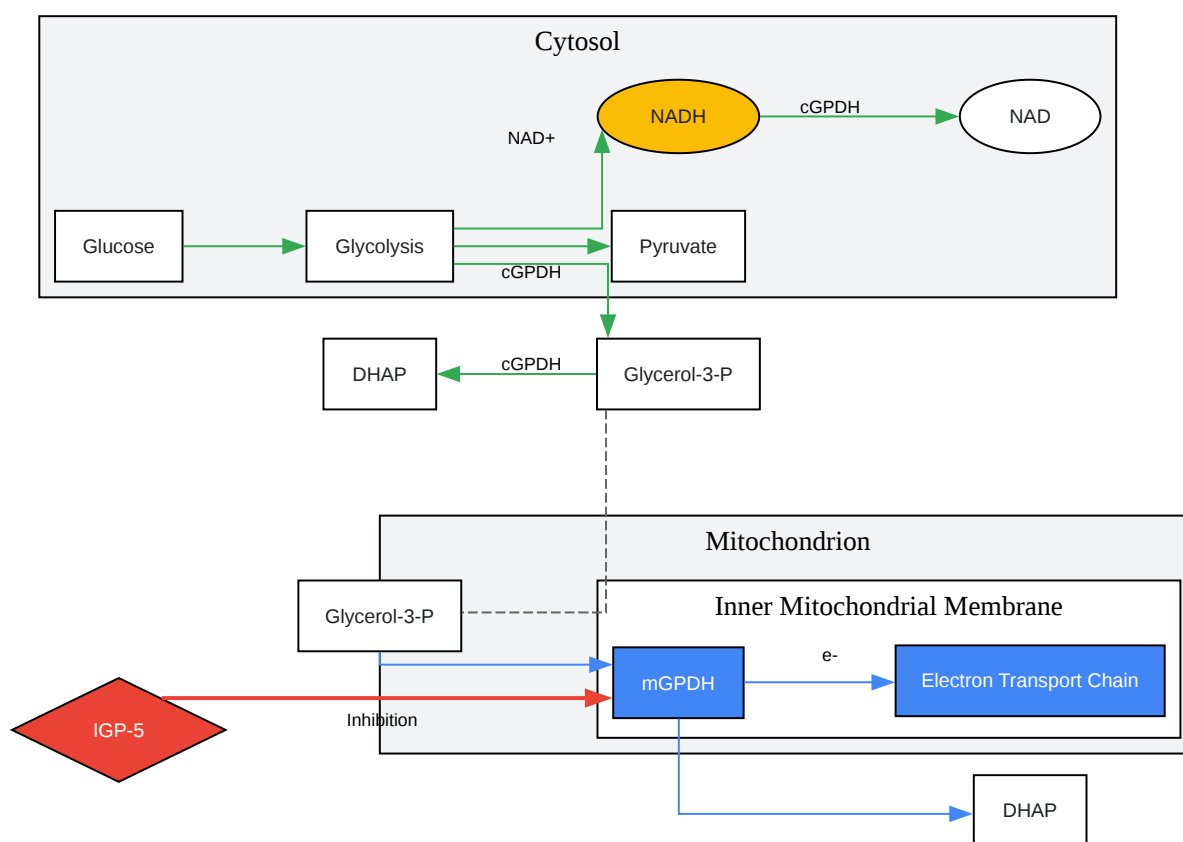 Cytosol
NADH
cGPDH
NAD
NAD+
Glucose
Glycolysis
Pyruvate
cGPDH
DHAP
cGPDH
Glycerol-3-P
Mitochondrion
Glycerol-3-P
Inner Mitochondrial Membrane
mGPDH
e-
Electron Transport Chain
IGP-5
Inhibition
DHAP